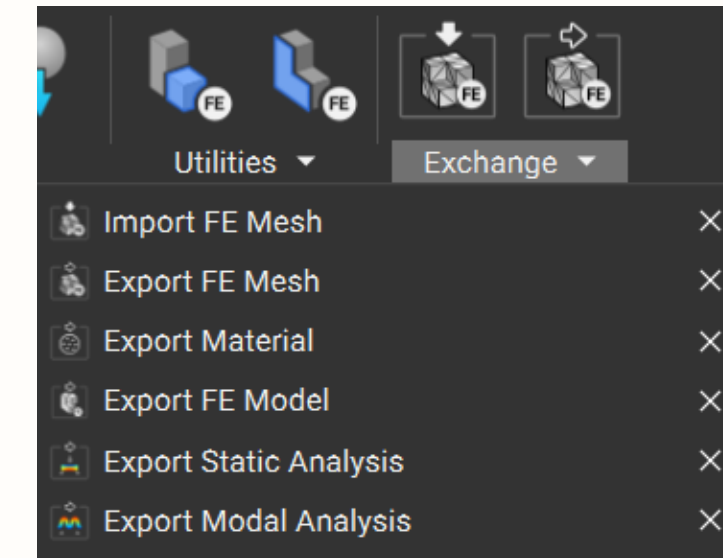 FE
FE
FE
FE
Utilities
Exchange
Import FE Mesh
Export FE Mesh
Export Material
Export FE Model
Export Static Analysis
Export Modal Analysis